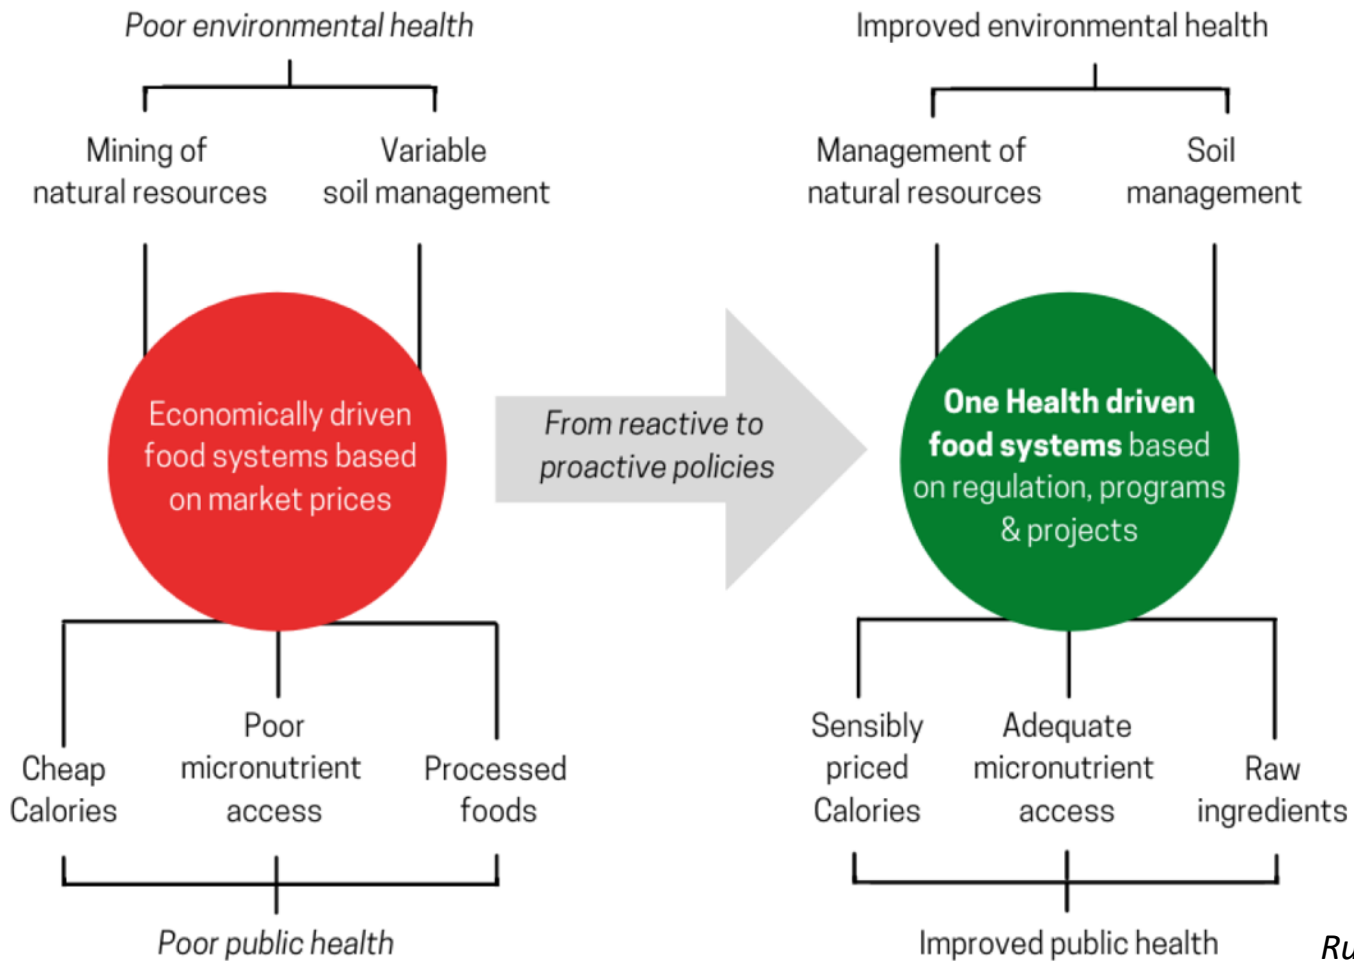 Poor environmental health
Mining of
natural resources
Variable
soil management
Economically driven
food systems based
on market prices
Cheap
Calories
Poor
micronutrient
access
Processed
foods
Poor public health
From reactive to
proactive policies
Improved environmental health
Management of
natural resources
Soil
management
One Health driven
food systems based
on regulation, programs
& projects
Sensibly
priced
Calories
Adequate
micronutrient
access
Raw
ingredients
Improved public health